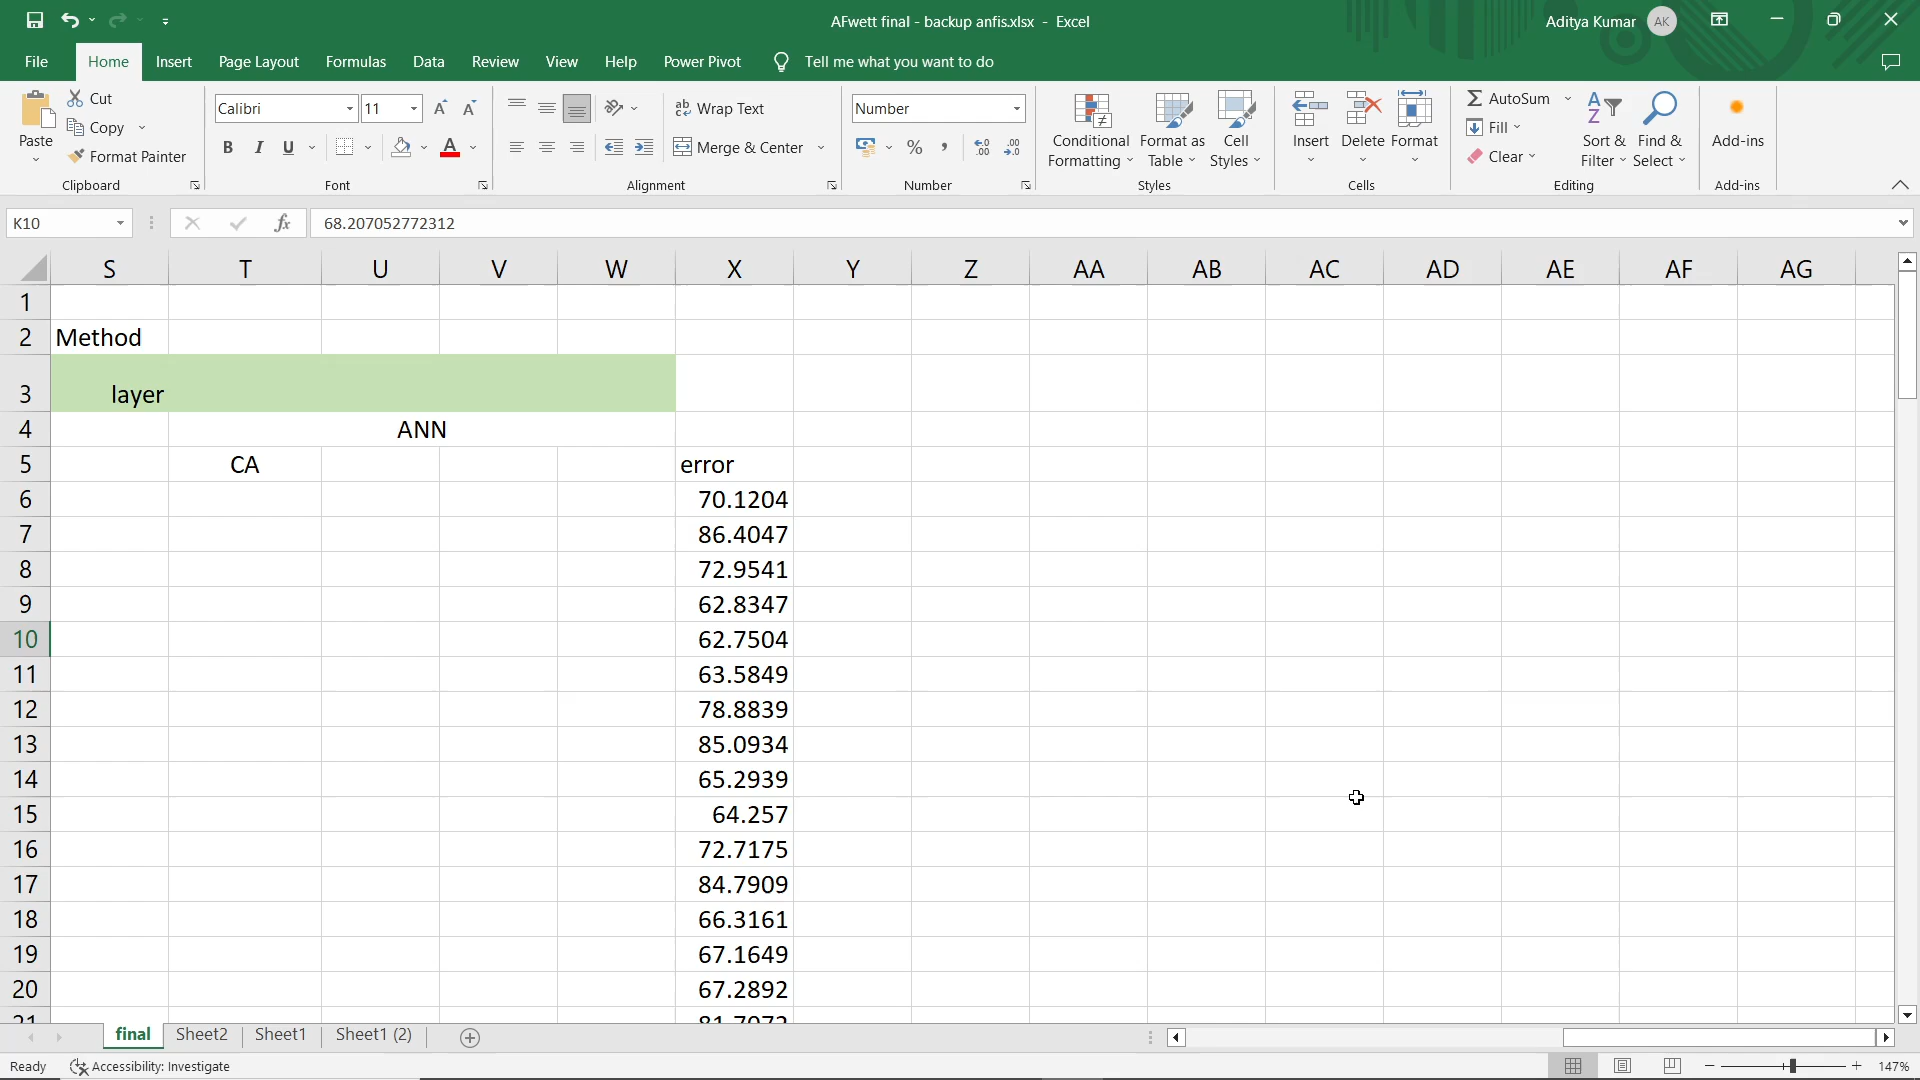 AFwett final - backup anfis.xlsx - Excel
Aditya Kumar AK
File Home Insert Page Layout Formulas Data Review View Help Power Pivot Tell me what you want to do
Paste
Cut
Copy
Format Painter
Clipboard
Calibri 11
B I U A
Font
ab Wrap Text
Merge & Center
Alignment
Number
% ,
Number
Conditional Formatting
Format as Table
Cell Styles
Styles
Insert
Delete
Format
Cells
AutoSum
Fill
Clear
Sort & Filter
Find & Select
Editing
Add-ins
Add-ins
K10 fx 68.207052772312
S T U V W X Y Z AA AB AC AD AE AF AG
1
2 Method
3 layer
4 ANN
5 CA error
6 70.1204
7 86.4047
8 72.9541
9 62.8347
10 62.7504
11 63.5849
12 78.8839
13 85.0934
14 65.2939
15 64.257
16 72.7175
17 84.7909
18 66.3161
19 67.1649
20 67.2892
21 81.7072
final Sheet2 Sheet1 Sheet1 (2)
Ready Accessibility: Investigate 147%